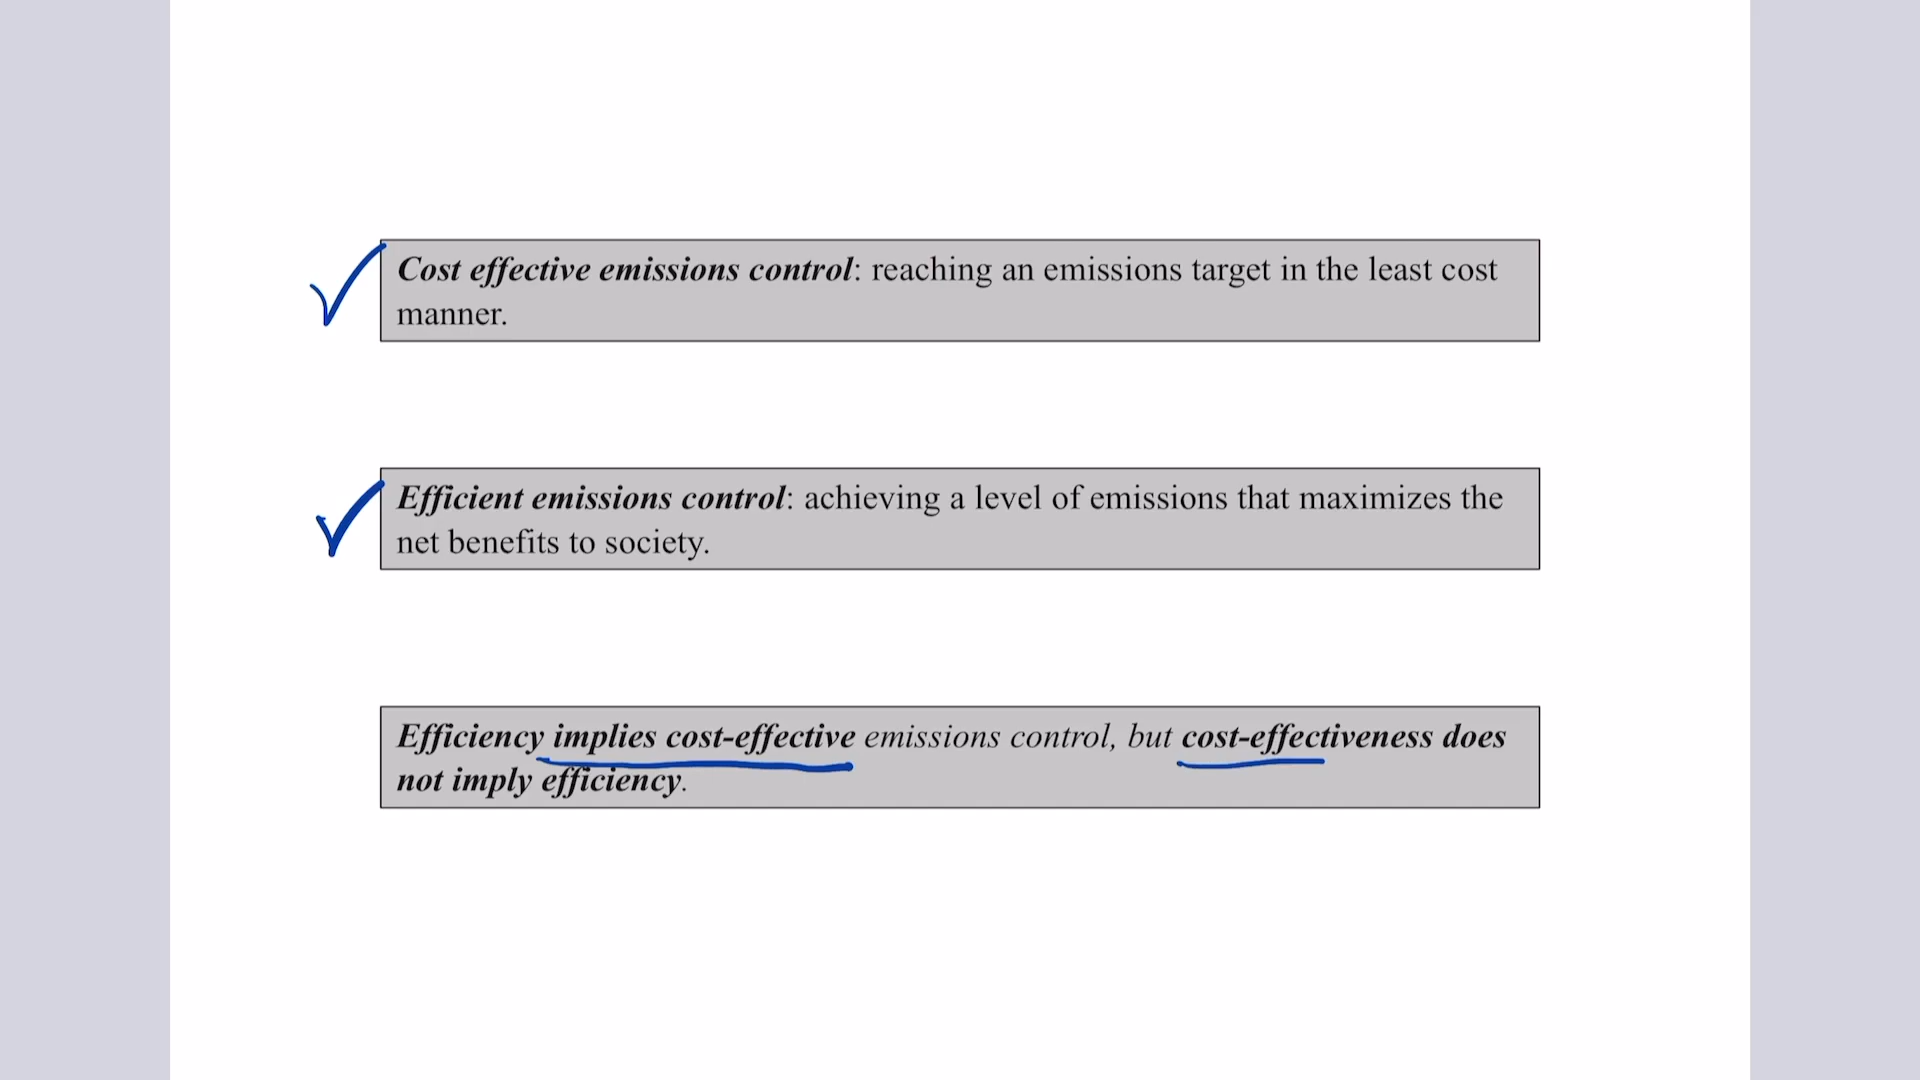 Cost effective emissions control: reaching an emissions target in the least cost
manner.
Efficient emissions control: achieving a level of emissions that maximizes the
net benefits to society.
Efficiency implies cost-effective emissions control, but cost-effectiveness does
not imply efficiency.